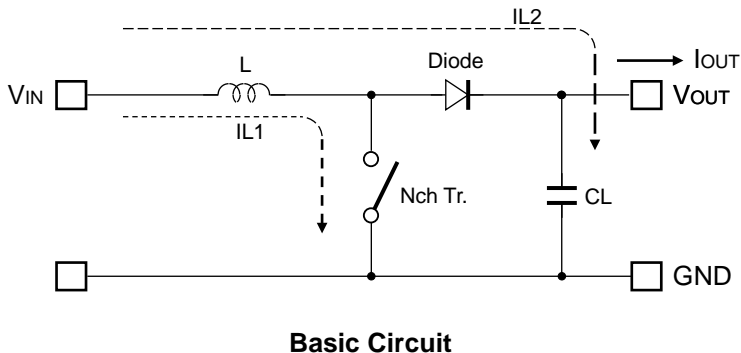 IL2
IOUT
L
Diode
VIN
VOUT
IL1
Nch Tr.
CL
GND
Basic Circuit